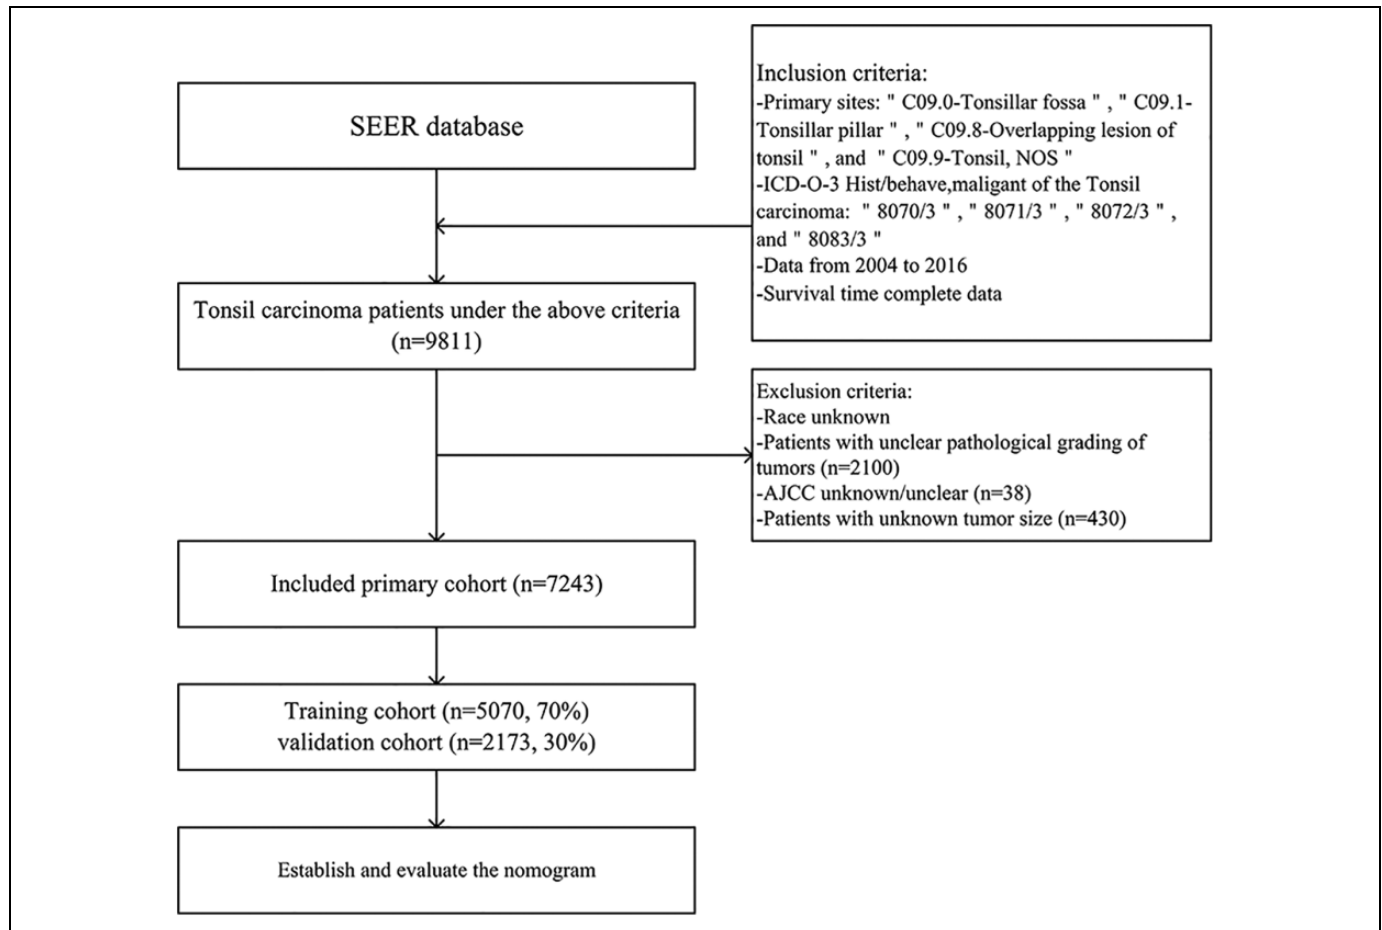 SEER database
Inclusion criteria:
-Primary sites: " C09.0-Tonsillar fossa " , " C09.1-
Tonsillar pillar " , " C09.8-Overlapping lesion of
tonsil " , and " C09.9-Tonsil, NOS "
-ICD-O-3 Hist/behave,maligant of the Tonsil
carcinoma: " 8070/3 " , " 8071/3 " , " 8072/3 " ,
and " 8083/3 "
-Data from 2004 to 2016
-Survival time complete data
Tonsil carcinoma patients under the above criteria
(n=9811)
Exclusion criteria:
-Race unknown
-Patients with unclear pathological grading of
tumors (n=2100)
-AJCC unknown/unclear (n=38)
-Patients with unknown tumor size (n=430)
Included primary cohort (n=7243)
Training cohort (n=5070, 70%)
validation cohort (n=2173, 30%)
Establish and evaluate the nomogram